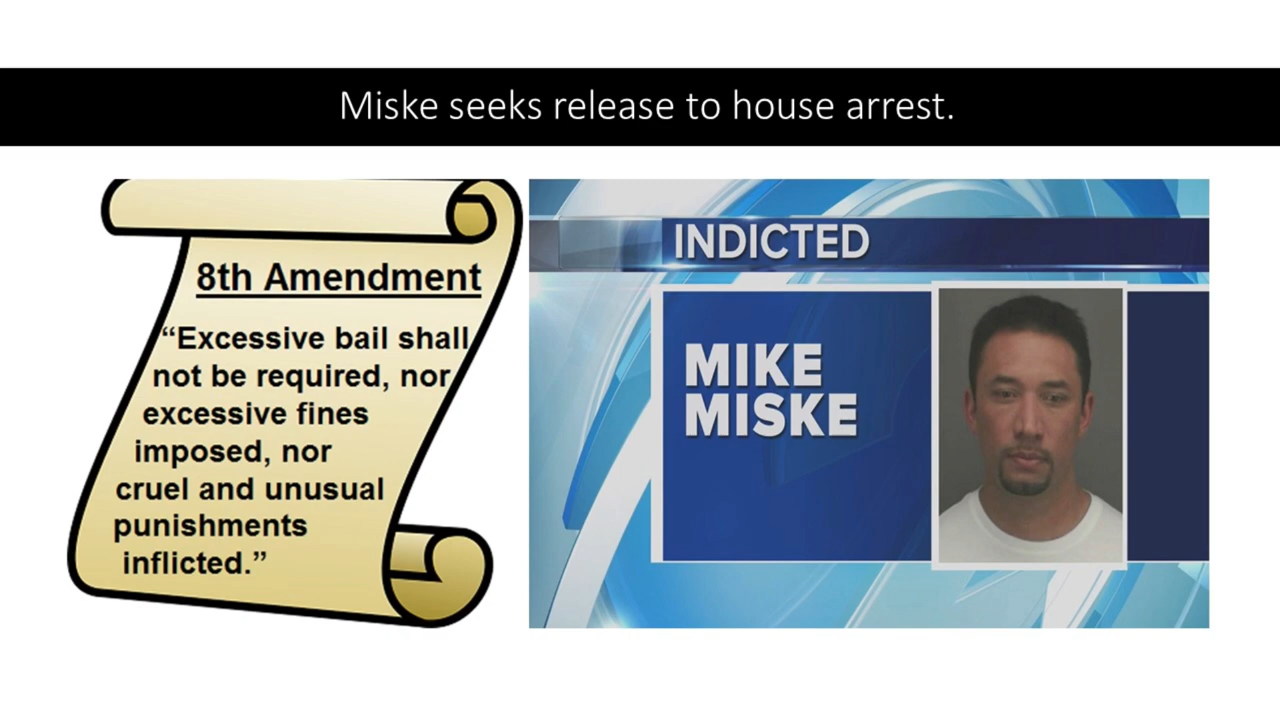 Miske seeks release to house arrest.
8th Amendment
“Excessive bail shall
not be required, nor
excessive fines
imposed, nor
cruel and unusual
punishments
inflicted.”
INDICTED
MIKE
MISKE